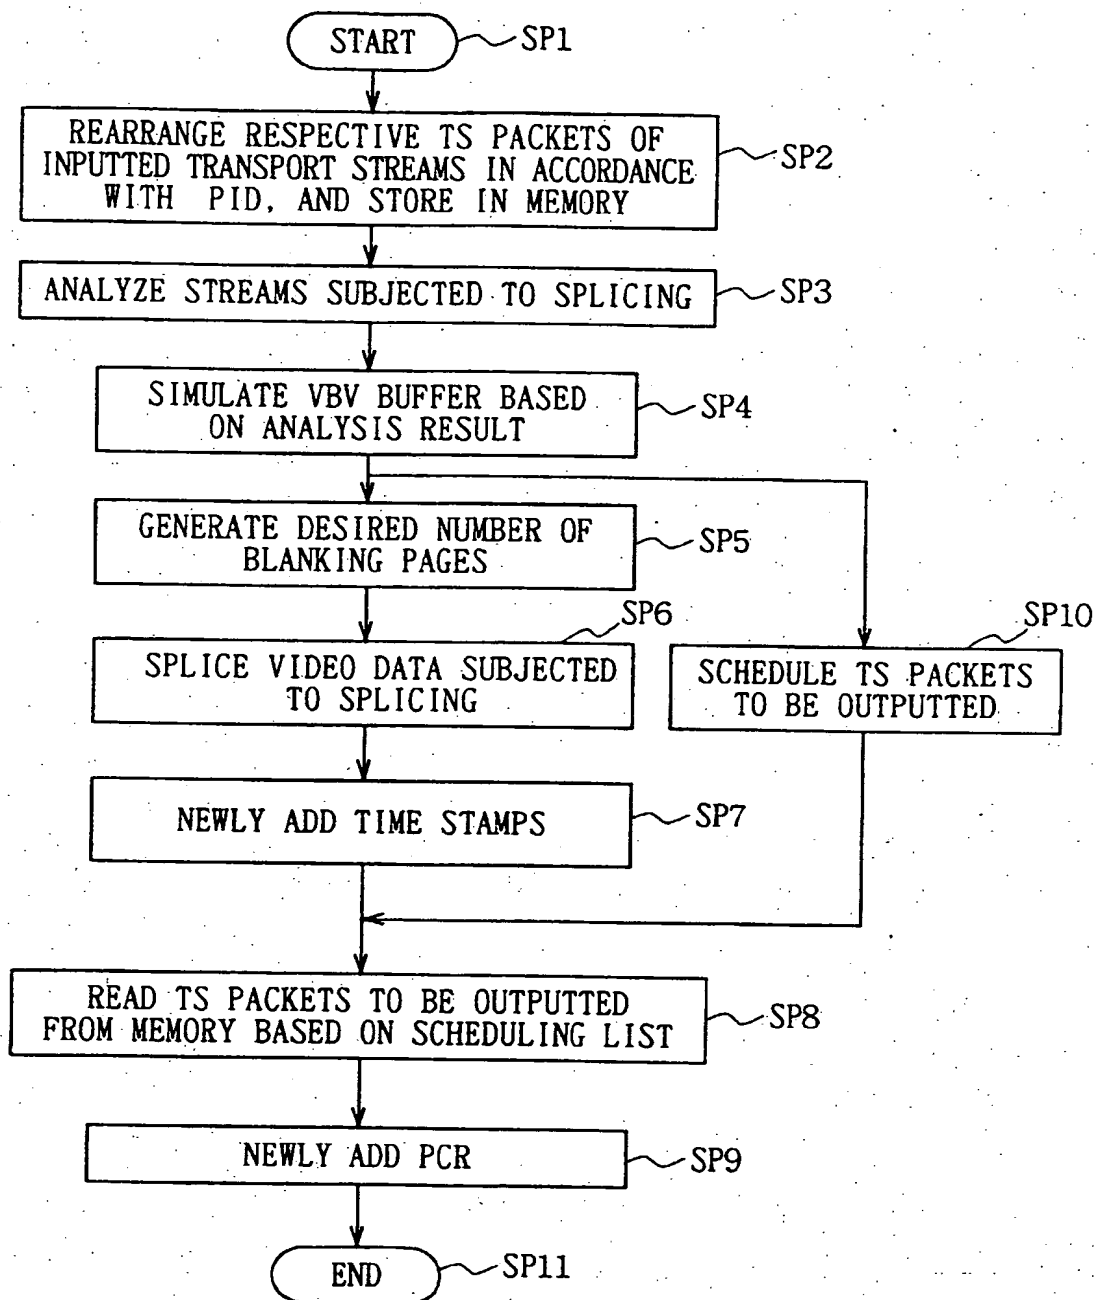 START
SP1
REARRANGE RESPECTIVE TS PACKETS OF
INPUTTED TRANSPORT STREAMS IN ACCORDANCE
WITH PID, AND STORE IN MEMORY
SP2
ANALYZE STREAMS SUBJECTED TO SPLICING
SP3
SIMULATE VBV BUFFER BASED
ON ANALYSIS RESULT
SP4
GENERATE DESIRED NUMBER OF
BLANKING PAGES
SP5
SP6
SPLICE VIDEO DATA SUBJECTED
TO SPLICING
SP10
SCHEDULE TS PACKETS
TO BE OUTPUTTED
NEWLY ADD TIME STAMPS
SP7
READ TS PACKETS TO BE OUTPUTTED
FROM MEMORY BASED ON SCHEDULING LIST
SP8
NEWLY ADD PCR
SP9
END
SP11